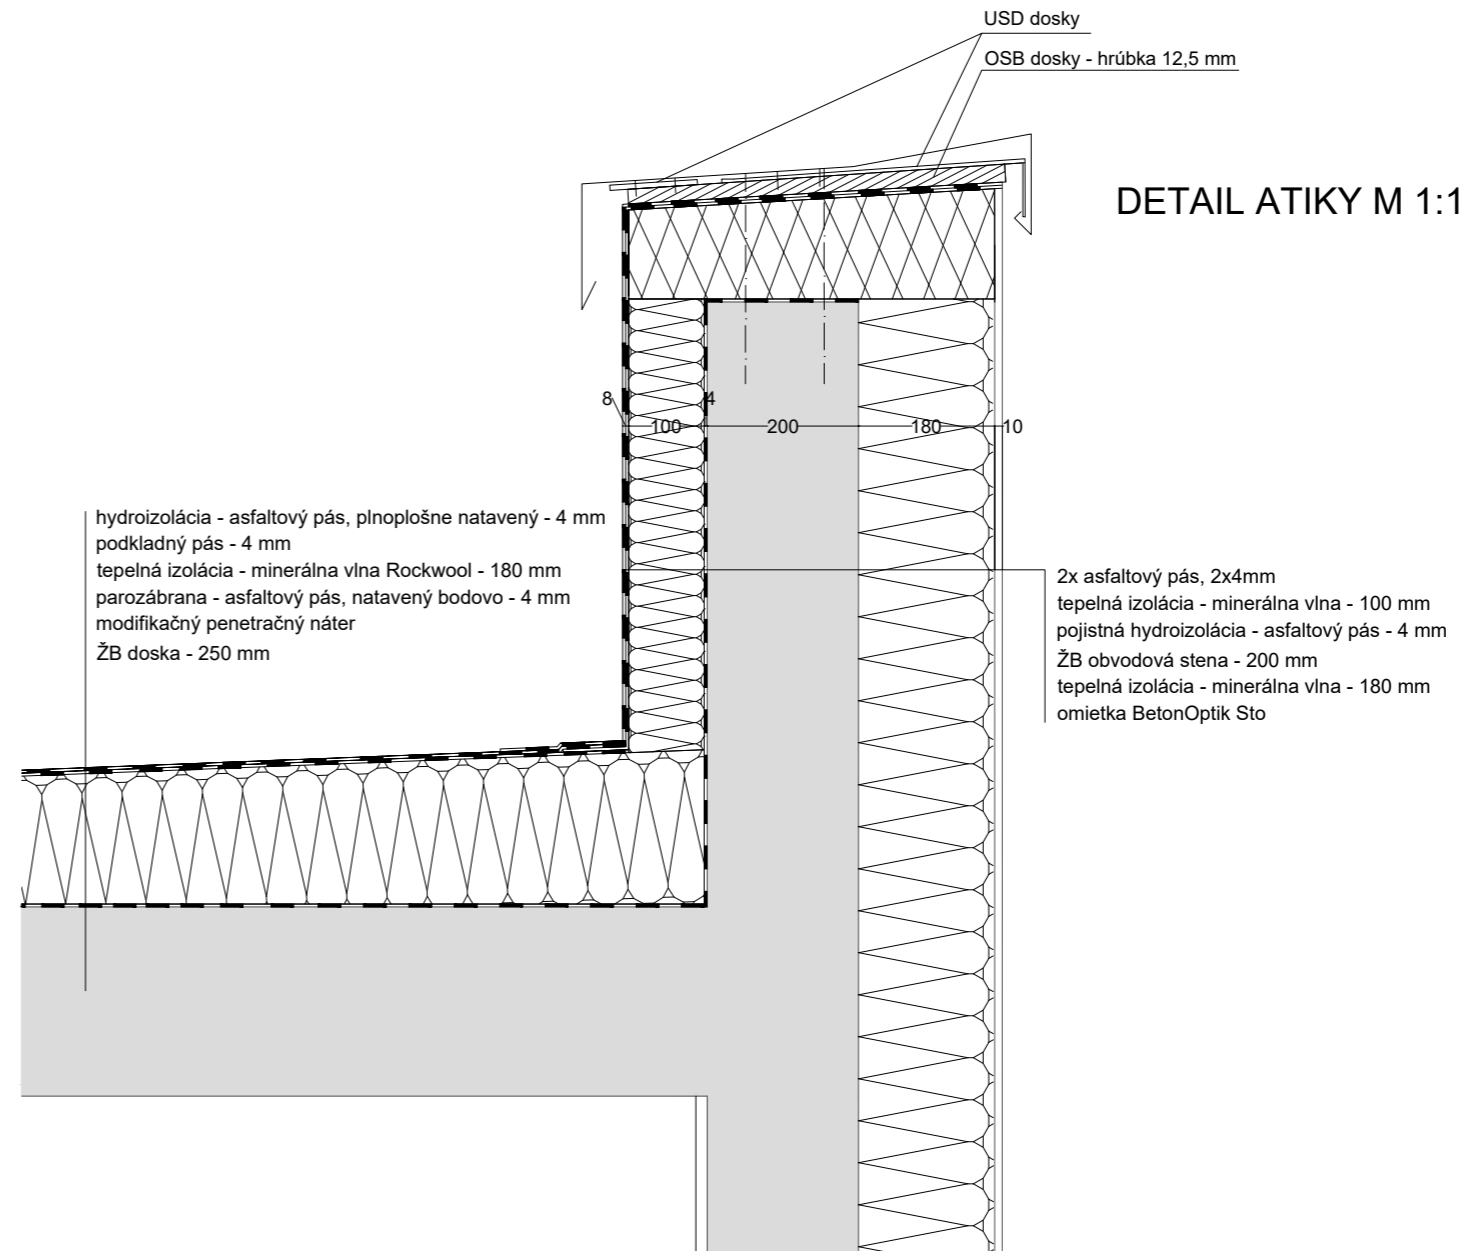 USD dosky
OSB dosky - hrúbka 12,5 mm
DETAIL ATIKY M 1:1
8
4
100
200
180
10
hydroizolácia - asfaltový pás, plnoplošne natavený - 4 mm
podkladný pás - 4 mm
tepelná izolácia - minerálna vlna Rockwool - 180 mm
parozábrana - asfaltový pás, natavený bodovo - 4 mm
modifikačný penetračný náter
ŽB doska - 250 mm
2x asfaltový pás, 2x4mm
tepelná izolácia - minerálna vlna - 100 mm
pojistná hydroizolácia - asfaltový pás - 4 mm
ŽB obvodová stena - 200 mm
tepelná izolácia - minerálna vlna - 180 mm
omietka BetonOptik Sto